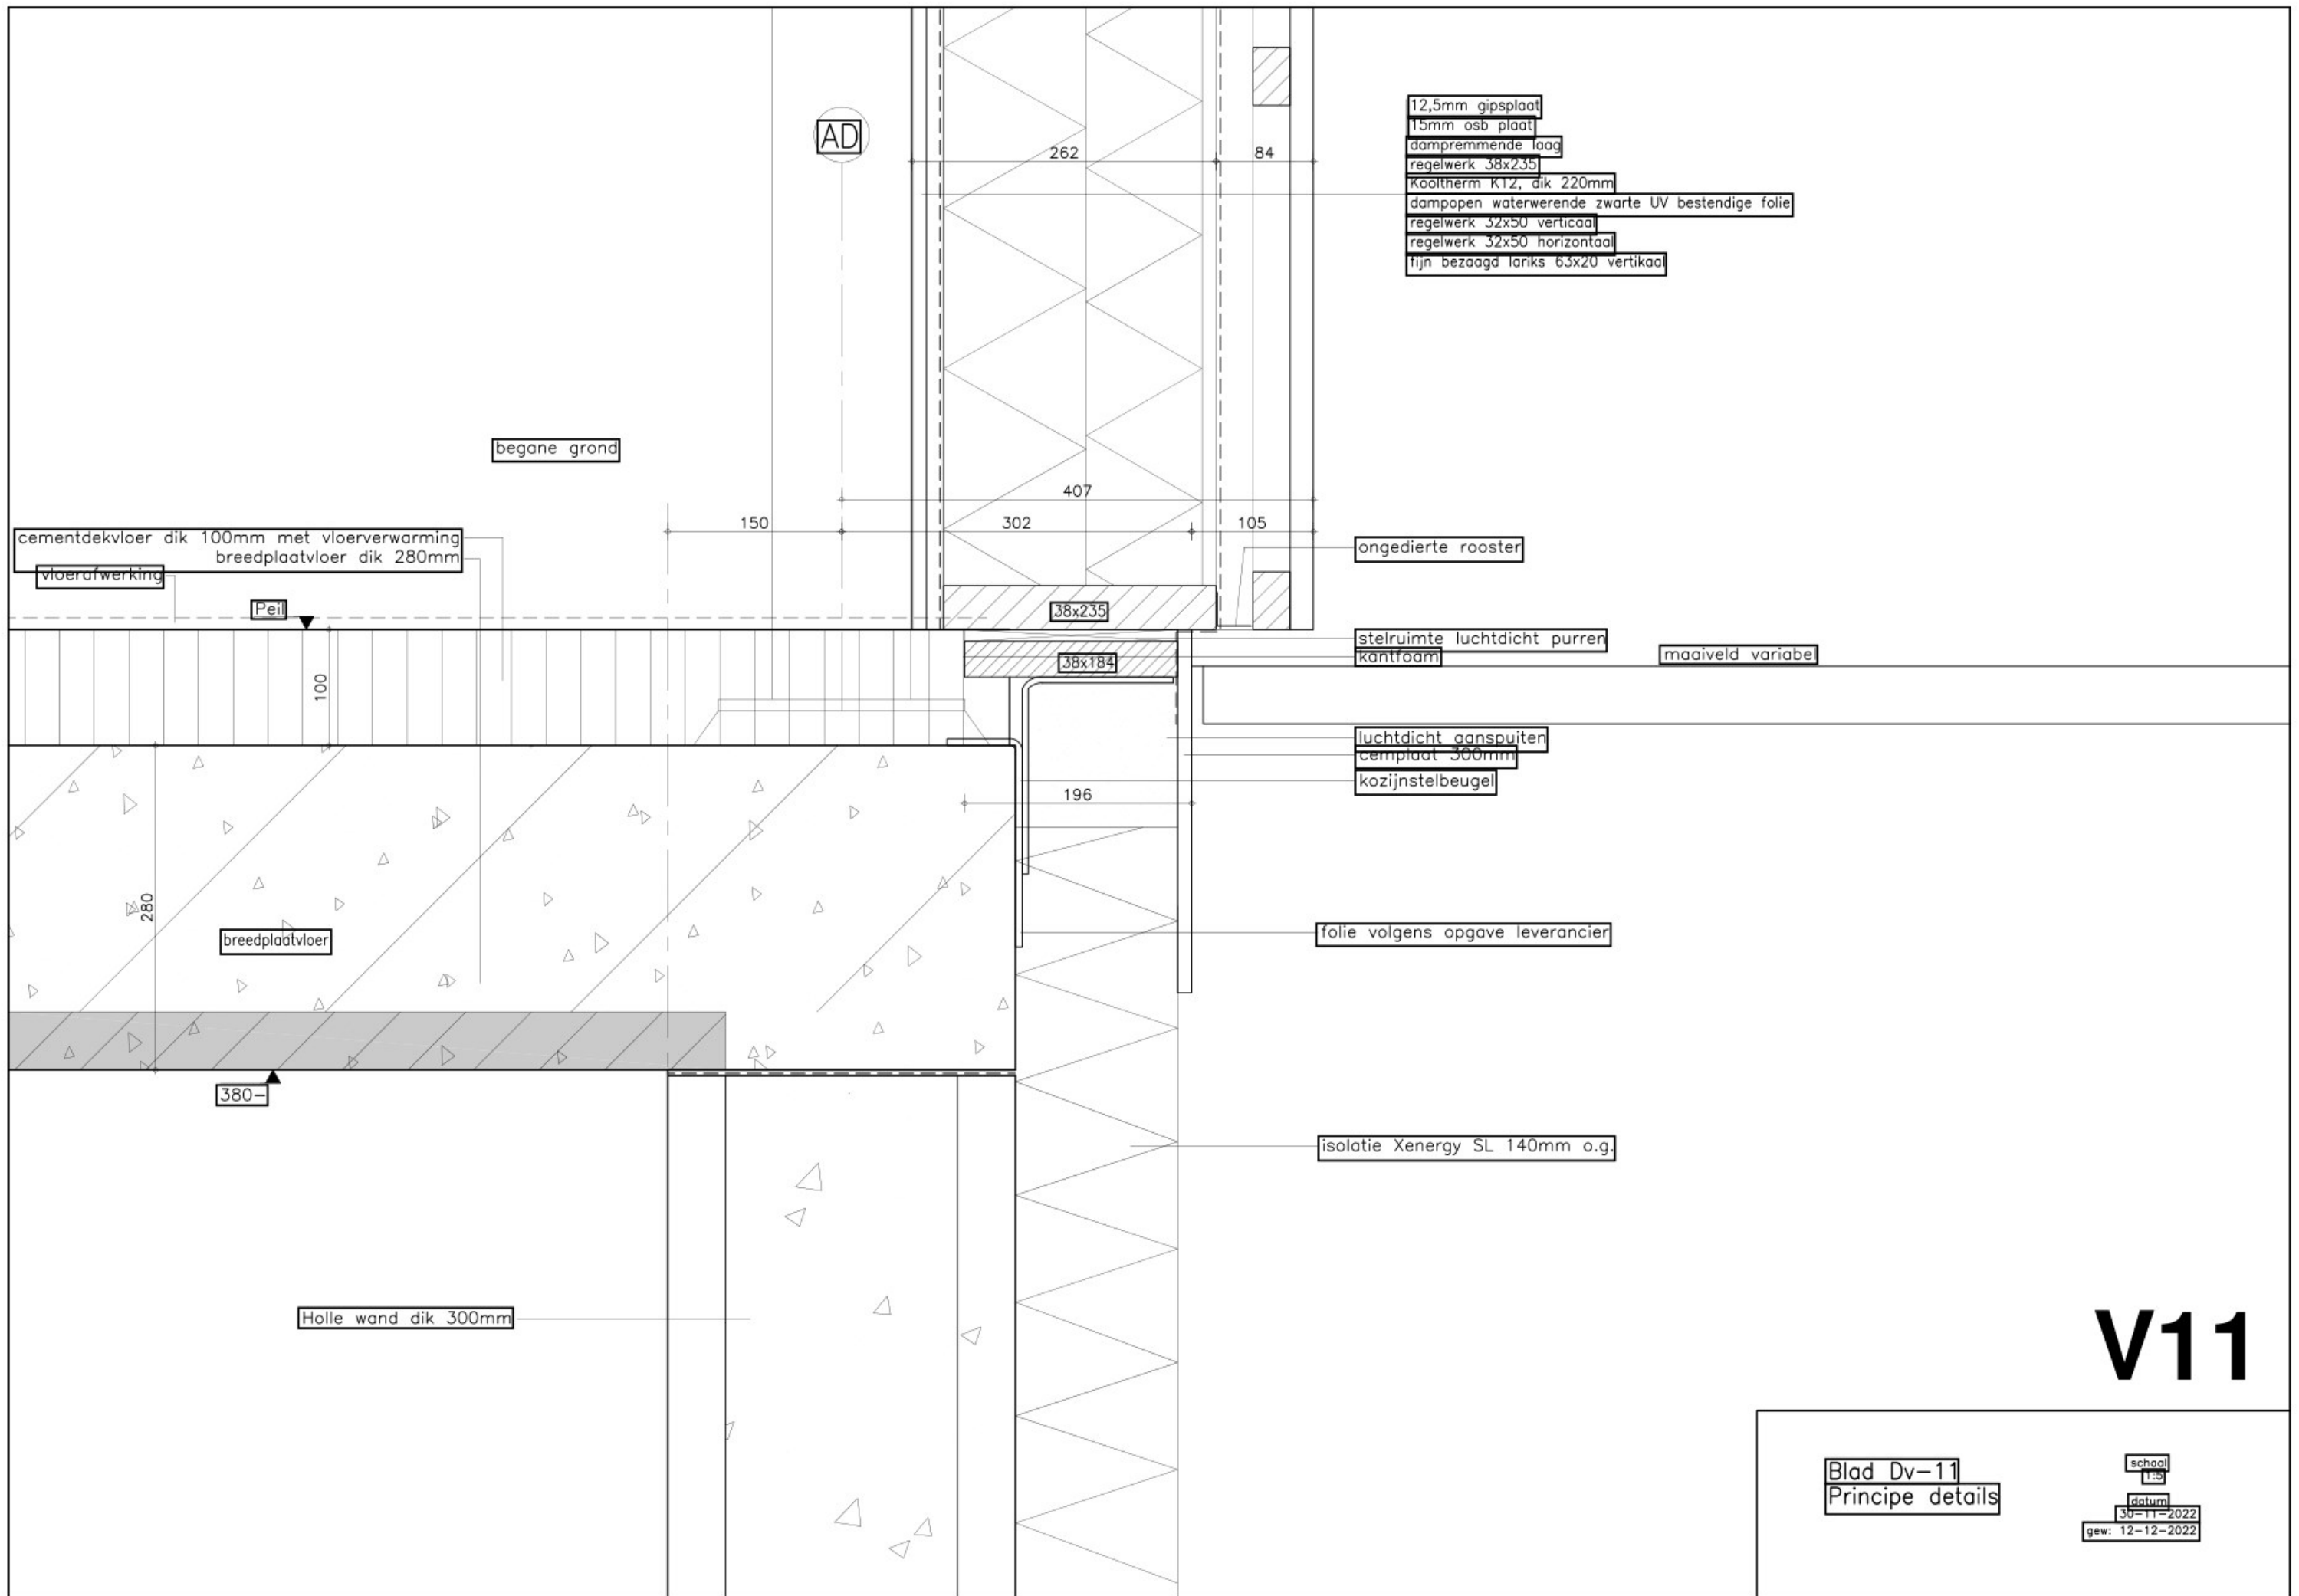 12,5mm gipsplaat
15mm osb plaat
dampremmende laag
regelwerk 38x235
Kooltherm K12, dik 220mm
dampopen waterwerende zwarte UV bestendige folie
regelwerk 32x50 verticaal
regelwerk 32x50 horizontaal
fijn bezaagd lariks 63x20 vertikaal
AD
262
84
begane grond
407
150
302
105
cementdekvloer dik 100mm met vloerverwarming
breedplaatvloer dik 280mm
vloerafwerking
Peil
ongedierte rooster
38x235
stelruimte luchtdicht purren
kantfoam
38x184
maaiveld variabel
100
luchtdicht aanspuiten
cemplaat 300mm
kozijnstelbeugel
196
280
breedplaatvloer
folie volgens opgave leverancier
380-
isolatie Xenergy SL 140mm o.g.
Holle wand dik 300mm
V11
Blad Dv-11
Principe details
schaal
1:5
datum
30-11-2022
gew: 12-12-2022